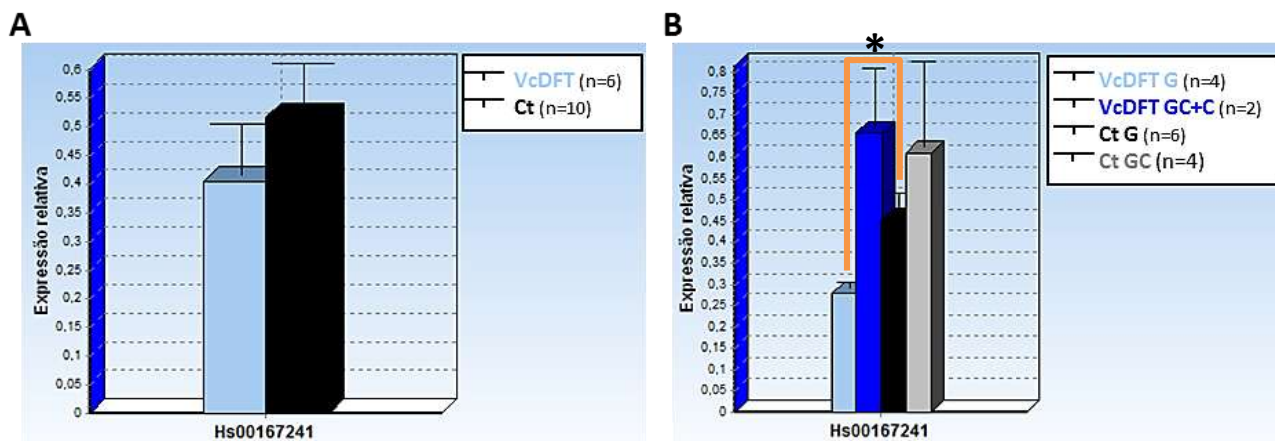 A
Expressão relativa
0,6
0,55
0,5
0,45
0,4
0,35
0,3
0,25
0,2
0,15
0,1
0,05
0
Hs00167241
VcDFT (n=6)
Ct (n=10)
B
*
Expressão relativa
0,8
0,75
0,7
0,65
0,6
0,55
0,5
0,45
0,4
0,35
0,3
0,25
0,2
0,15
0,1
0,05
0
Hs00167241
VcDFT G (n=4)
VcDFT GC+C (n=2)
Ct G (n=6)
Ct GC (n=4)